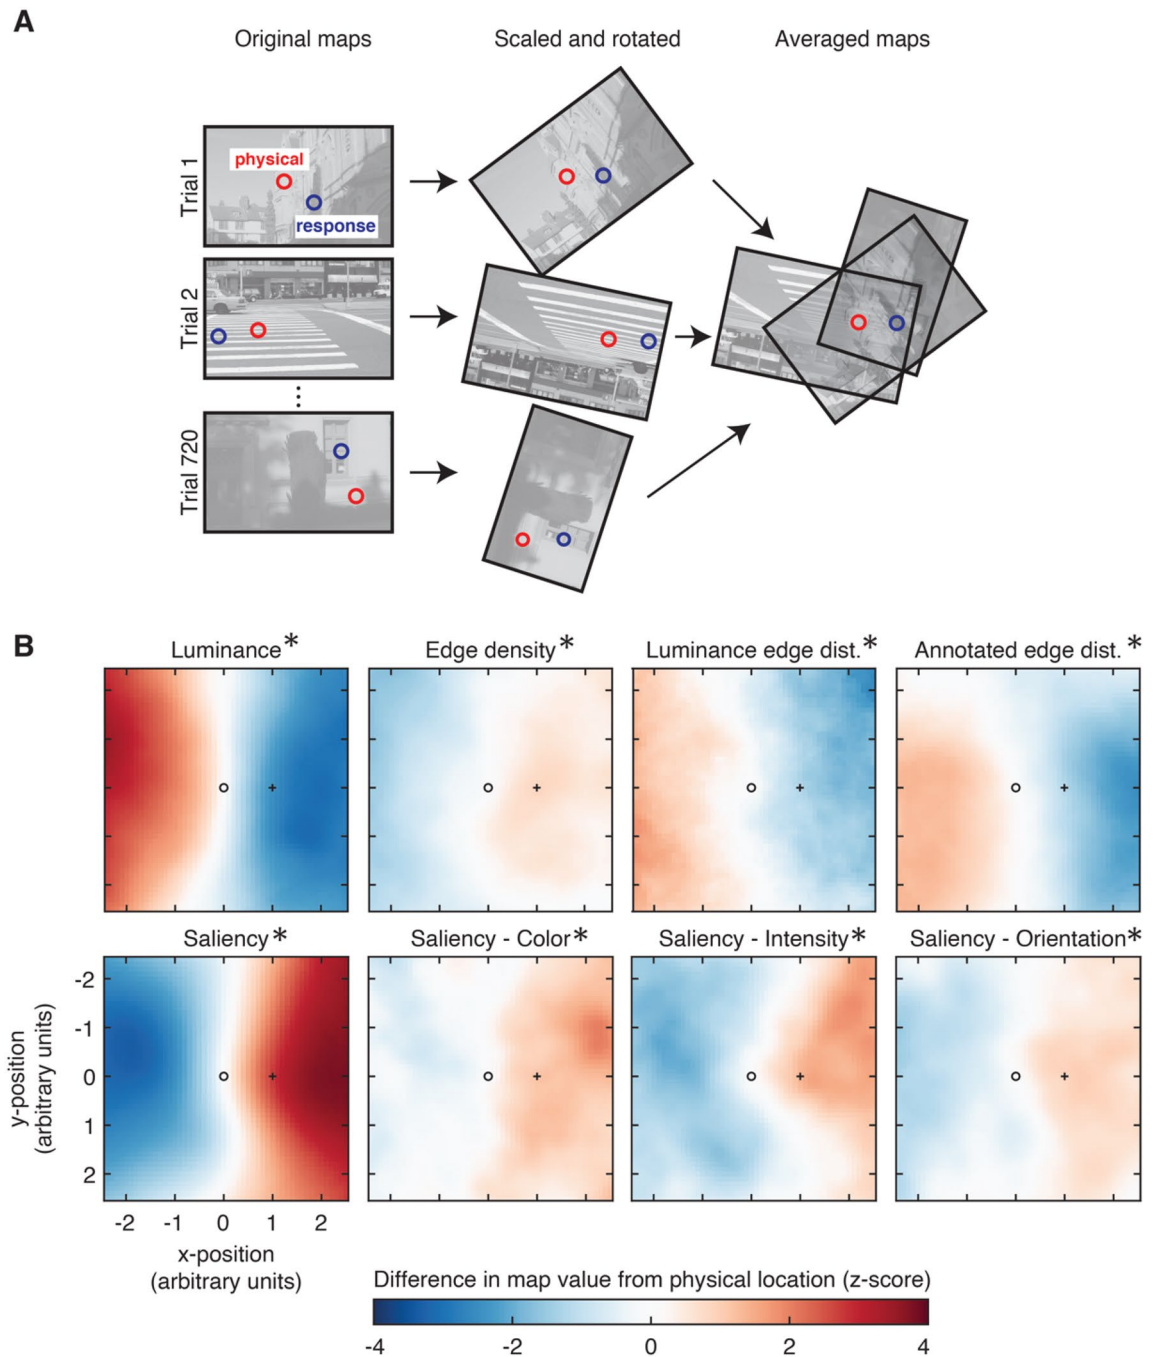 A
Original maps
Scaled and rotated
Averaged maps
Trial 1
physical
response
Trial 2
Trial 720
B
Luminance*
Edge density*
Luminance edge dist.*
Annotated edge dist.*
Saliency*
Saliency - Color*
Saliency - Intensity*
Saliency - Orientation*
y-position
(arbitrary units)
-2
-1
0
1
2
-2 -1 0 1 2
x-position
(arbitrary units)
Difference in map value from physical location (z-score)
-4 -2 0 2 4